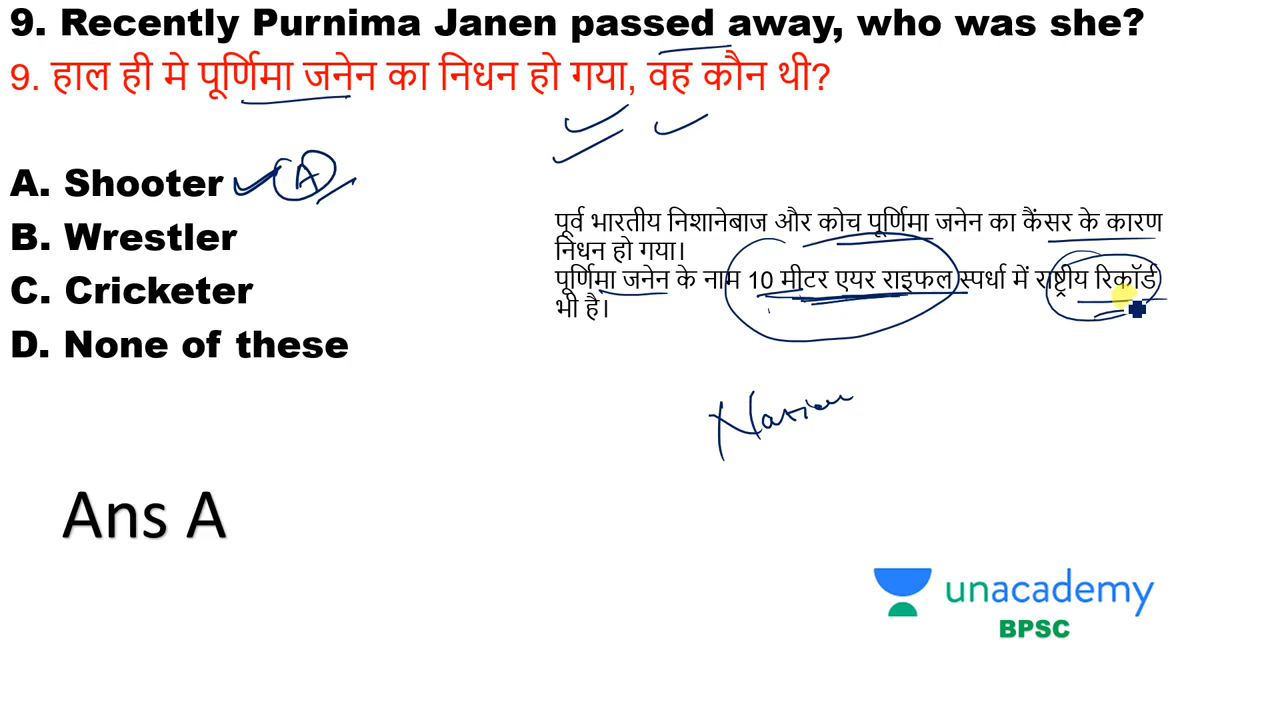 9. Recently Purnima Janen passed away, who was she?
9. हाल ही मे पूर्णिमा जनेन का निधन हो गया, वह कौन थी?
A. Shooter
A
B. Wrestler
C. Cricketer
D. None of these
पूर्व भारतीय निशानेबाज और कोच पूर्णिमा जनेन का कैंसर के कारण
निधन हो गया।
पूर्णिमा जनेन के नाम 10 मीटर एयर राइफल स्पर्धा में राष्ट्रीय रिकॉर्ड
भी है।
Ans A
unacademy
BPSC